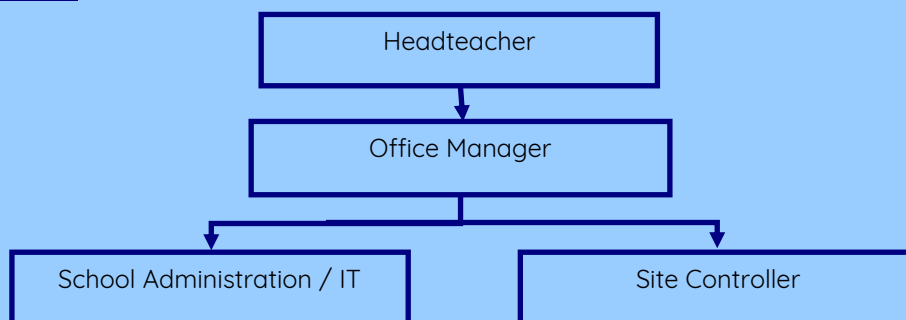 Headteacher
Office Manager
School Administration / IT
Site Controller